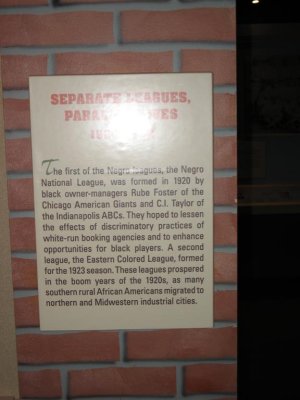 SEPARATE LEAGUES,
The first of the Negro leagues, the Negro
National League, was formed in 1920 by
black owner-managers Rube Foster of the
Chicago American Giants and C.I. Taylor of
the Indianapolis ABCs. They hoped to lessen
the effects of discriminatory practices of
white-run booking agencies and to enhance
opportunities for black players. A second
league, the Eastern Colored League, formed
for the 1923 season. These leagues prospered
in the boom years of the 1920s, as many
southern rural African Americans migrated to
northern and Midwestern industrial cities.